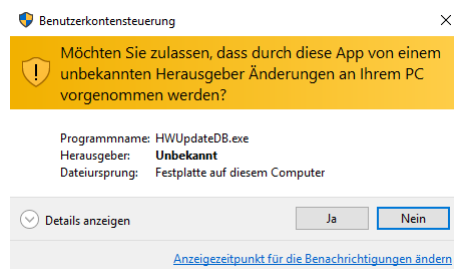 Benutzerkontensteuerung
Möchten Sie zulassen, dass durch diese App von einem
unbekannten Herausgeber Änderungen an Ihrem PC
vorgenommen werden?
Programmname: HWUpdateDB.exe
Herausgeber: Unbekannt
Dateiursprung: Festplatte auf diesem Computer
Details anzeigen Ja Nein
Anzeigezeitpunkt für die Benachrichtigungen ändern